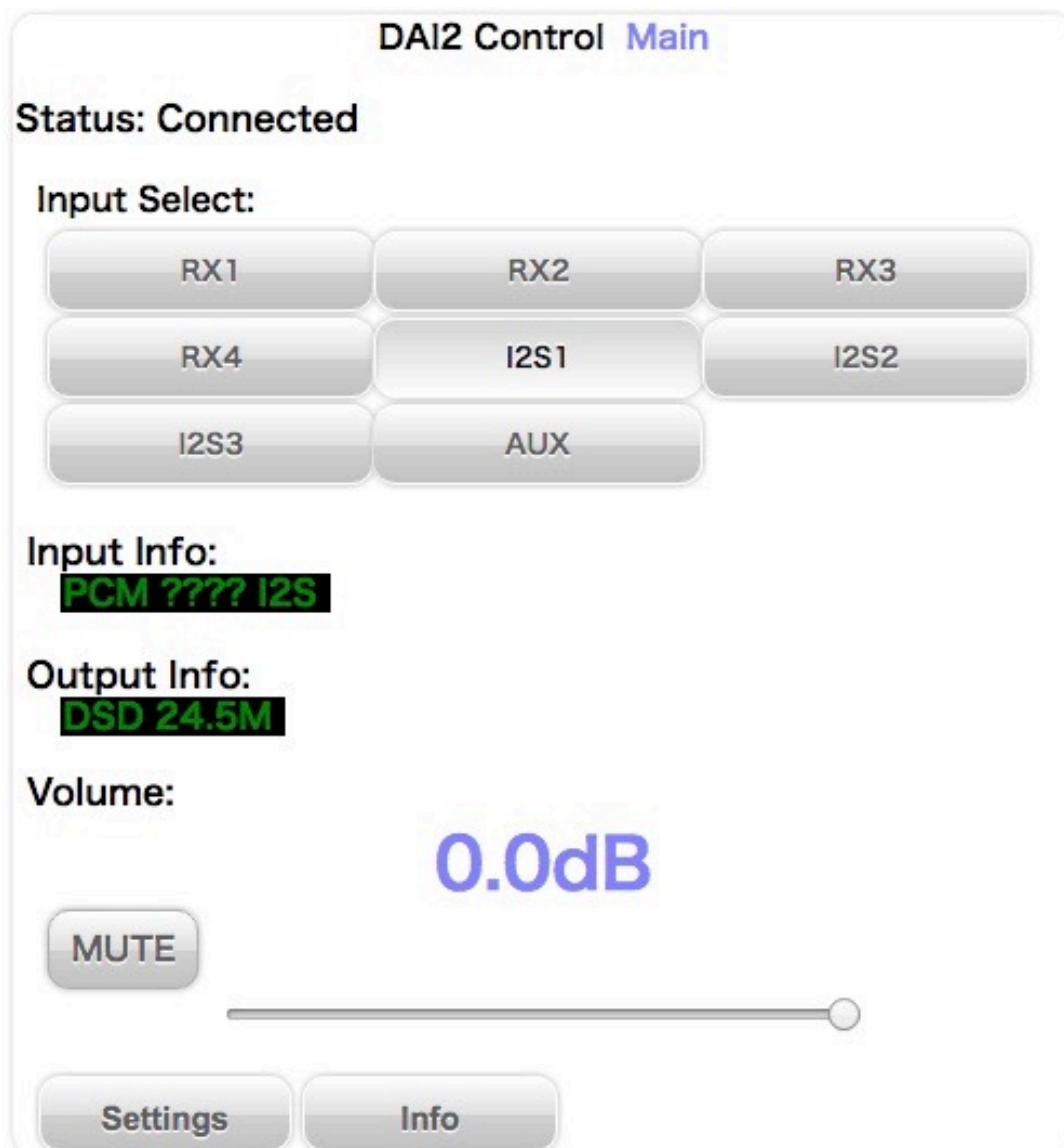 DAI2 Control Main
Status: Connected
Input Select:
RX1 RX2 RX3
RX4 I2S1 I2S2
I2S3 AUX
Input Info:
PCM ???? I2S
Output Info:
DSD 24.5M
Volume:
0.0dB
MUTE
Settings Info